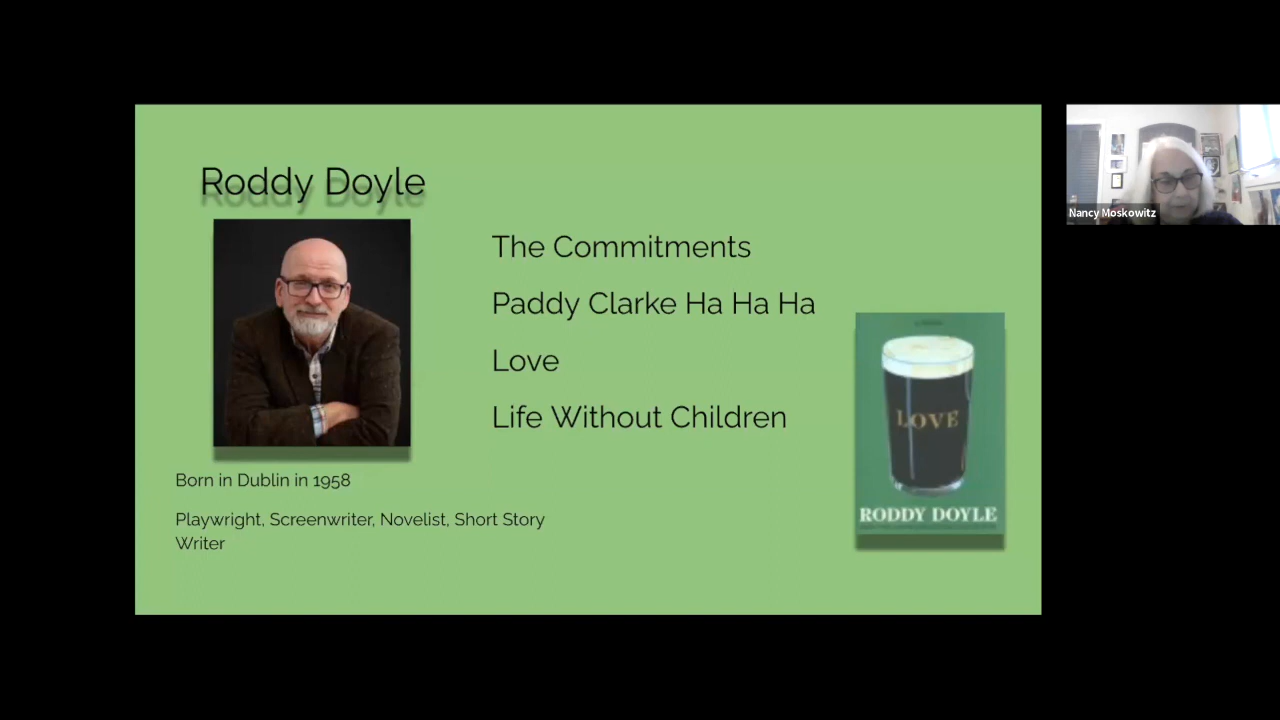 Roddy Doyle
The Commitments
Paddy Clarke Ha Ha Ha
Love
Life Without Children
Born in Dublin in 1958
Playwright, Screenwriter, Novelist, Short Story
Writer
LOVE
RODDY DOYLE
Nancy Moskowitz